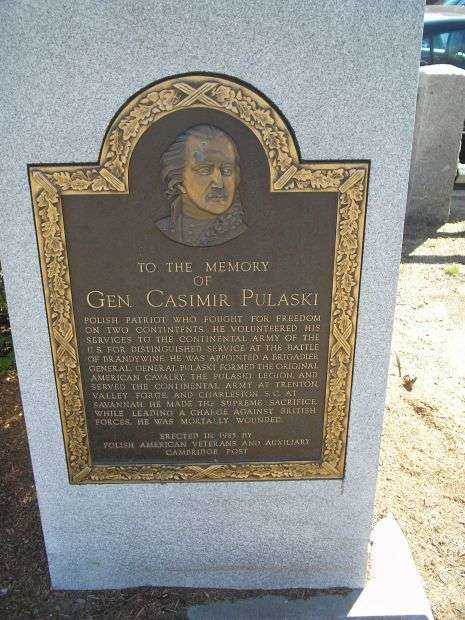 TO THE MEMORY
OF
GEN. CASIMIR PULASKI
POLISH PATRIOT WHO FOUGHT FOR FREEDOM
ON TWO CONTINTENTS. HE VOLUNTEERED HIS
SERVICES TO THE CONTINENTAL ARMY OF THE
U.S. FOR DISTINGUISHED SERVICE AT THE BATTLE
OF BRANDYWINE, HE WAS APPOINTED A BRIGADIER
GENERAL. GENERAL PULASKI FORMED THE ORIGINAL
AMERICAN CAVALRY, THE PULASKI LEGION, AND
SERVED THE CONTINENTAL ARMY AT TRENTON,
VALLEY FORGE, AND CHARLESTON S.C. AT
SAVANNAH HE MADE THE SUPREME SACRIFICE.
WHILE LEADING A CHARGE AGAINST BRITISH
FORCES, HE WAS MORTALLY WOUNDED.
ERECTED IN 1985 BY
POLISH AMERICAN VETERANS AND AUXILIARY
CAMBRIDGE POST